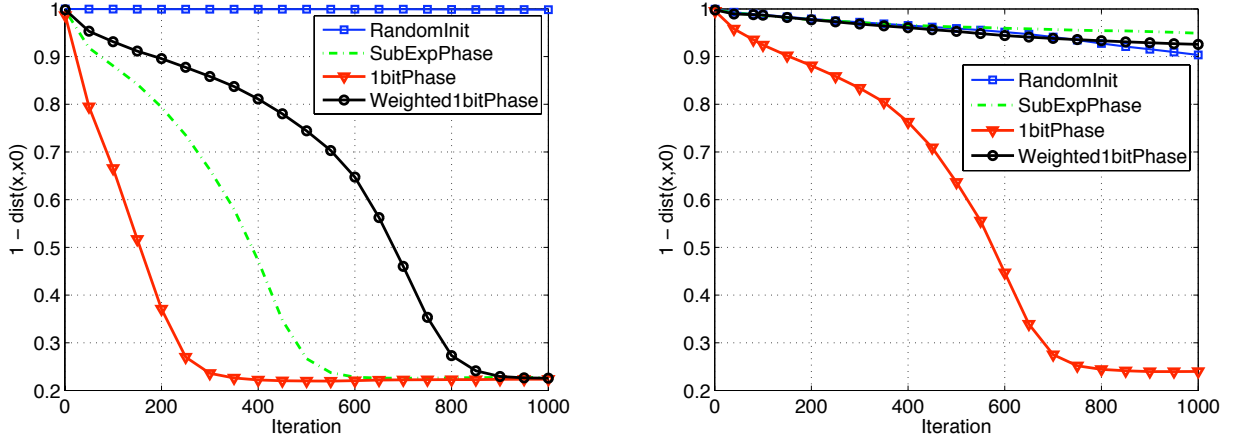 1
0.9
0.8
0.7
0.6
0.5
0.4
0.3
0.2
0 200 400 600 800 1000
Iteration
1 − dist(x,x0)
RandomInit
SubExpPhase
1bitPhase
Weighted1bitPhase
1
0.9
0.8
0.7
0.6
0.5
0.4
0.3
0.2
0 200 400 600 800 1000
Iteration
1 − dist(x,x0)
RandomInit
SubExpPhase
1bitPhase
Weighted1bitPhase